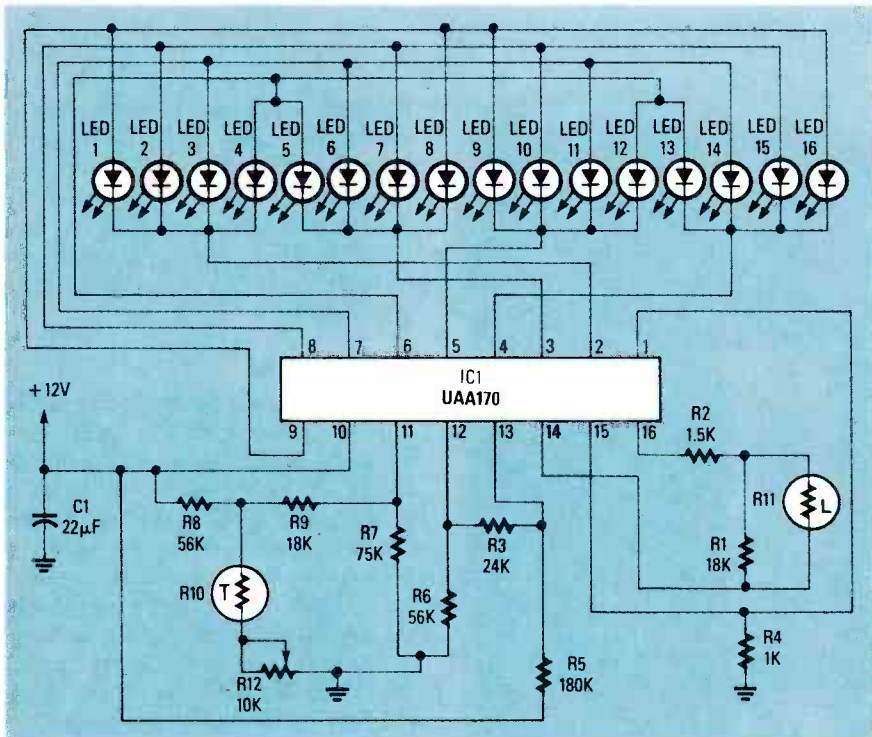 LED 1
LED 2
LED 3
LED 4
LED 5
LED 6
LED 7
LED 8
LED 9
LED 10
LED 11
LED 12
LED 13
LED 14
LED 15
LED 16
8 7 6 5 4 3 2 1
IC1
UAA170
9 10 11 12 13 14 15 16
+12V
C1
22µF
R8
56K
R9
18K
R7
75K
R3
24K
R2
1.5K
R11
L
R1
18K
R10
T
R6
56K
R12
10K
R5
180K
R4
1K